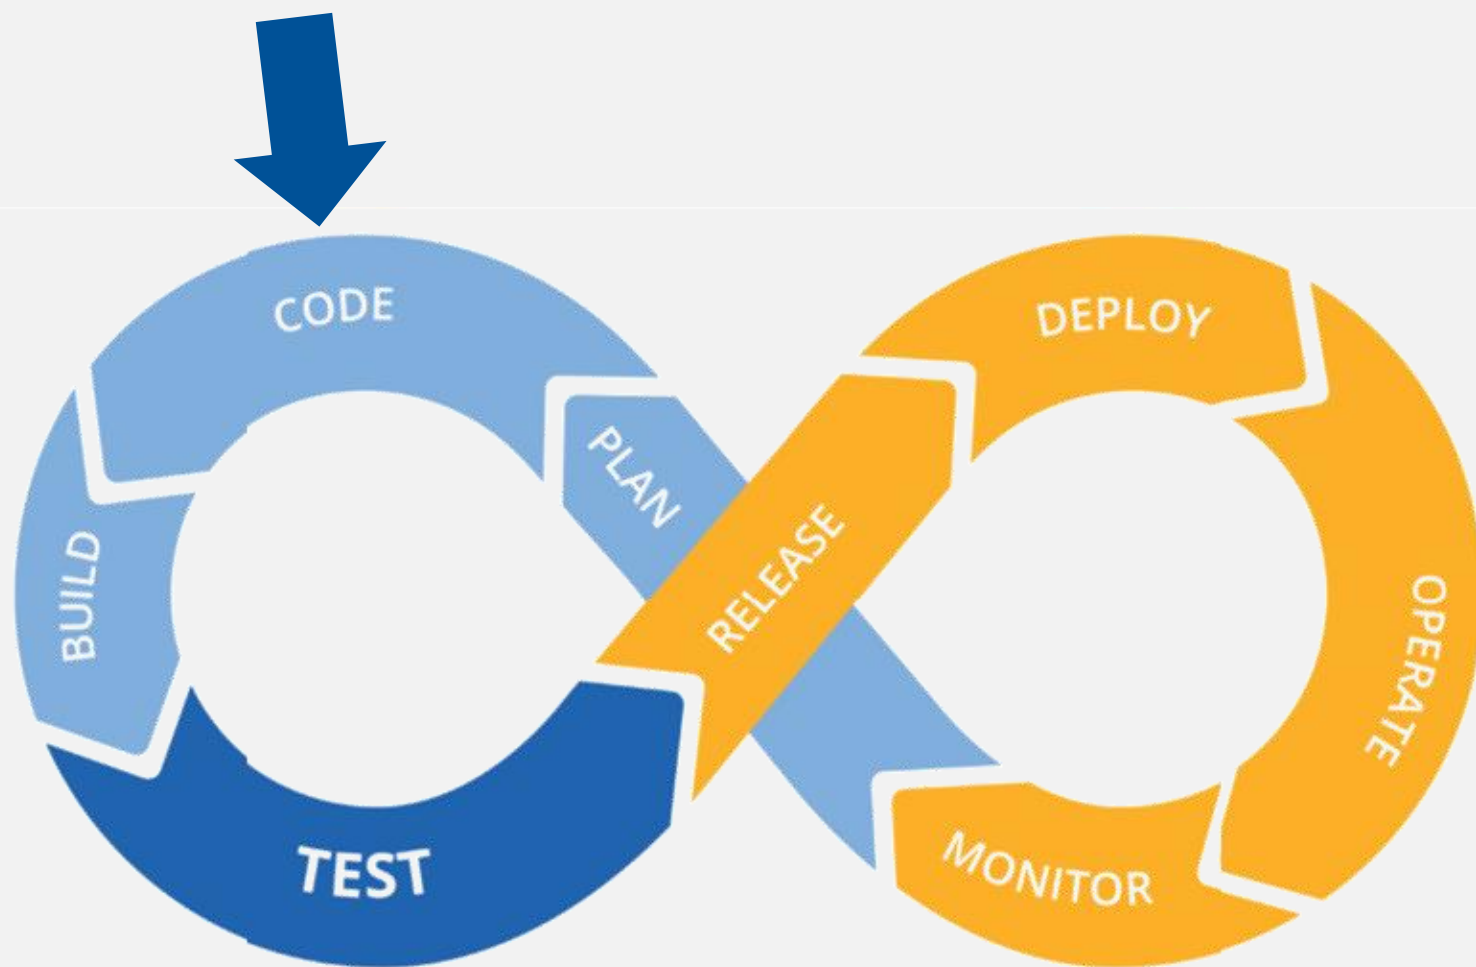 CODE
DEPLOY
PLAN
RELEASE
BUILD
OPERATE
TEST
MONITOR